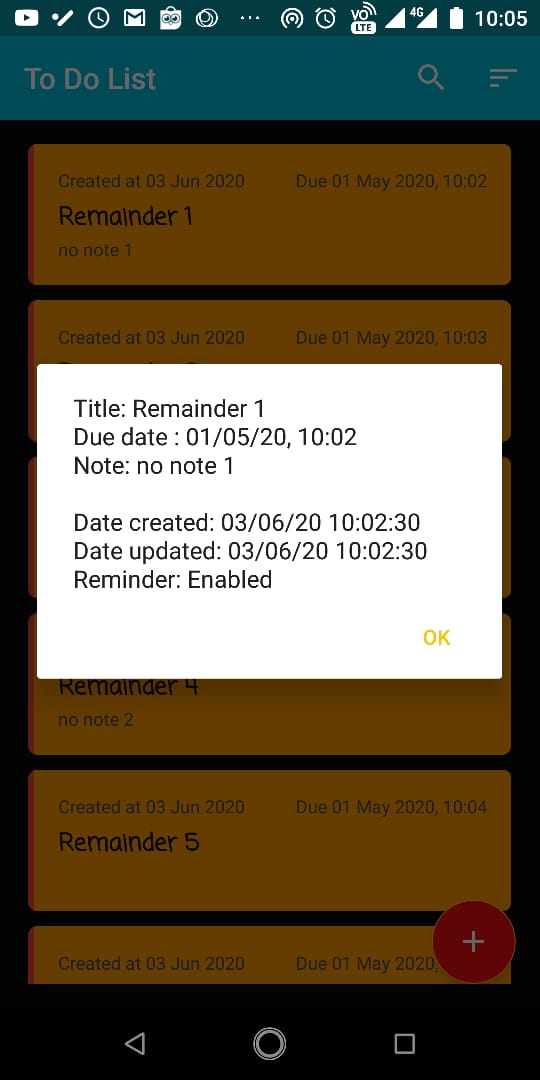 VO
LTE
4G
10:05
To Do List
Created at 03 Jun 2020 Due 01 May 2020, 10:02
Remainder 1
no note 1
Created at 03 Jun 2020 Due 01 May 2020, 10:03
Title: Remainder 1
Due date : 01/05/20, 10:02
Note: no note 1
Date created: 03/06/20 10:02:30
Date updated: 03/06/20 10:02:30
Reminder: Enabled
OK
Remainder 4
no note 2
Created at 03 Jun 2020 Due 01 May 2020, 10:04
Remainder 5
Created at 03 Jun 2020 Due 01 May 2020,